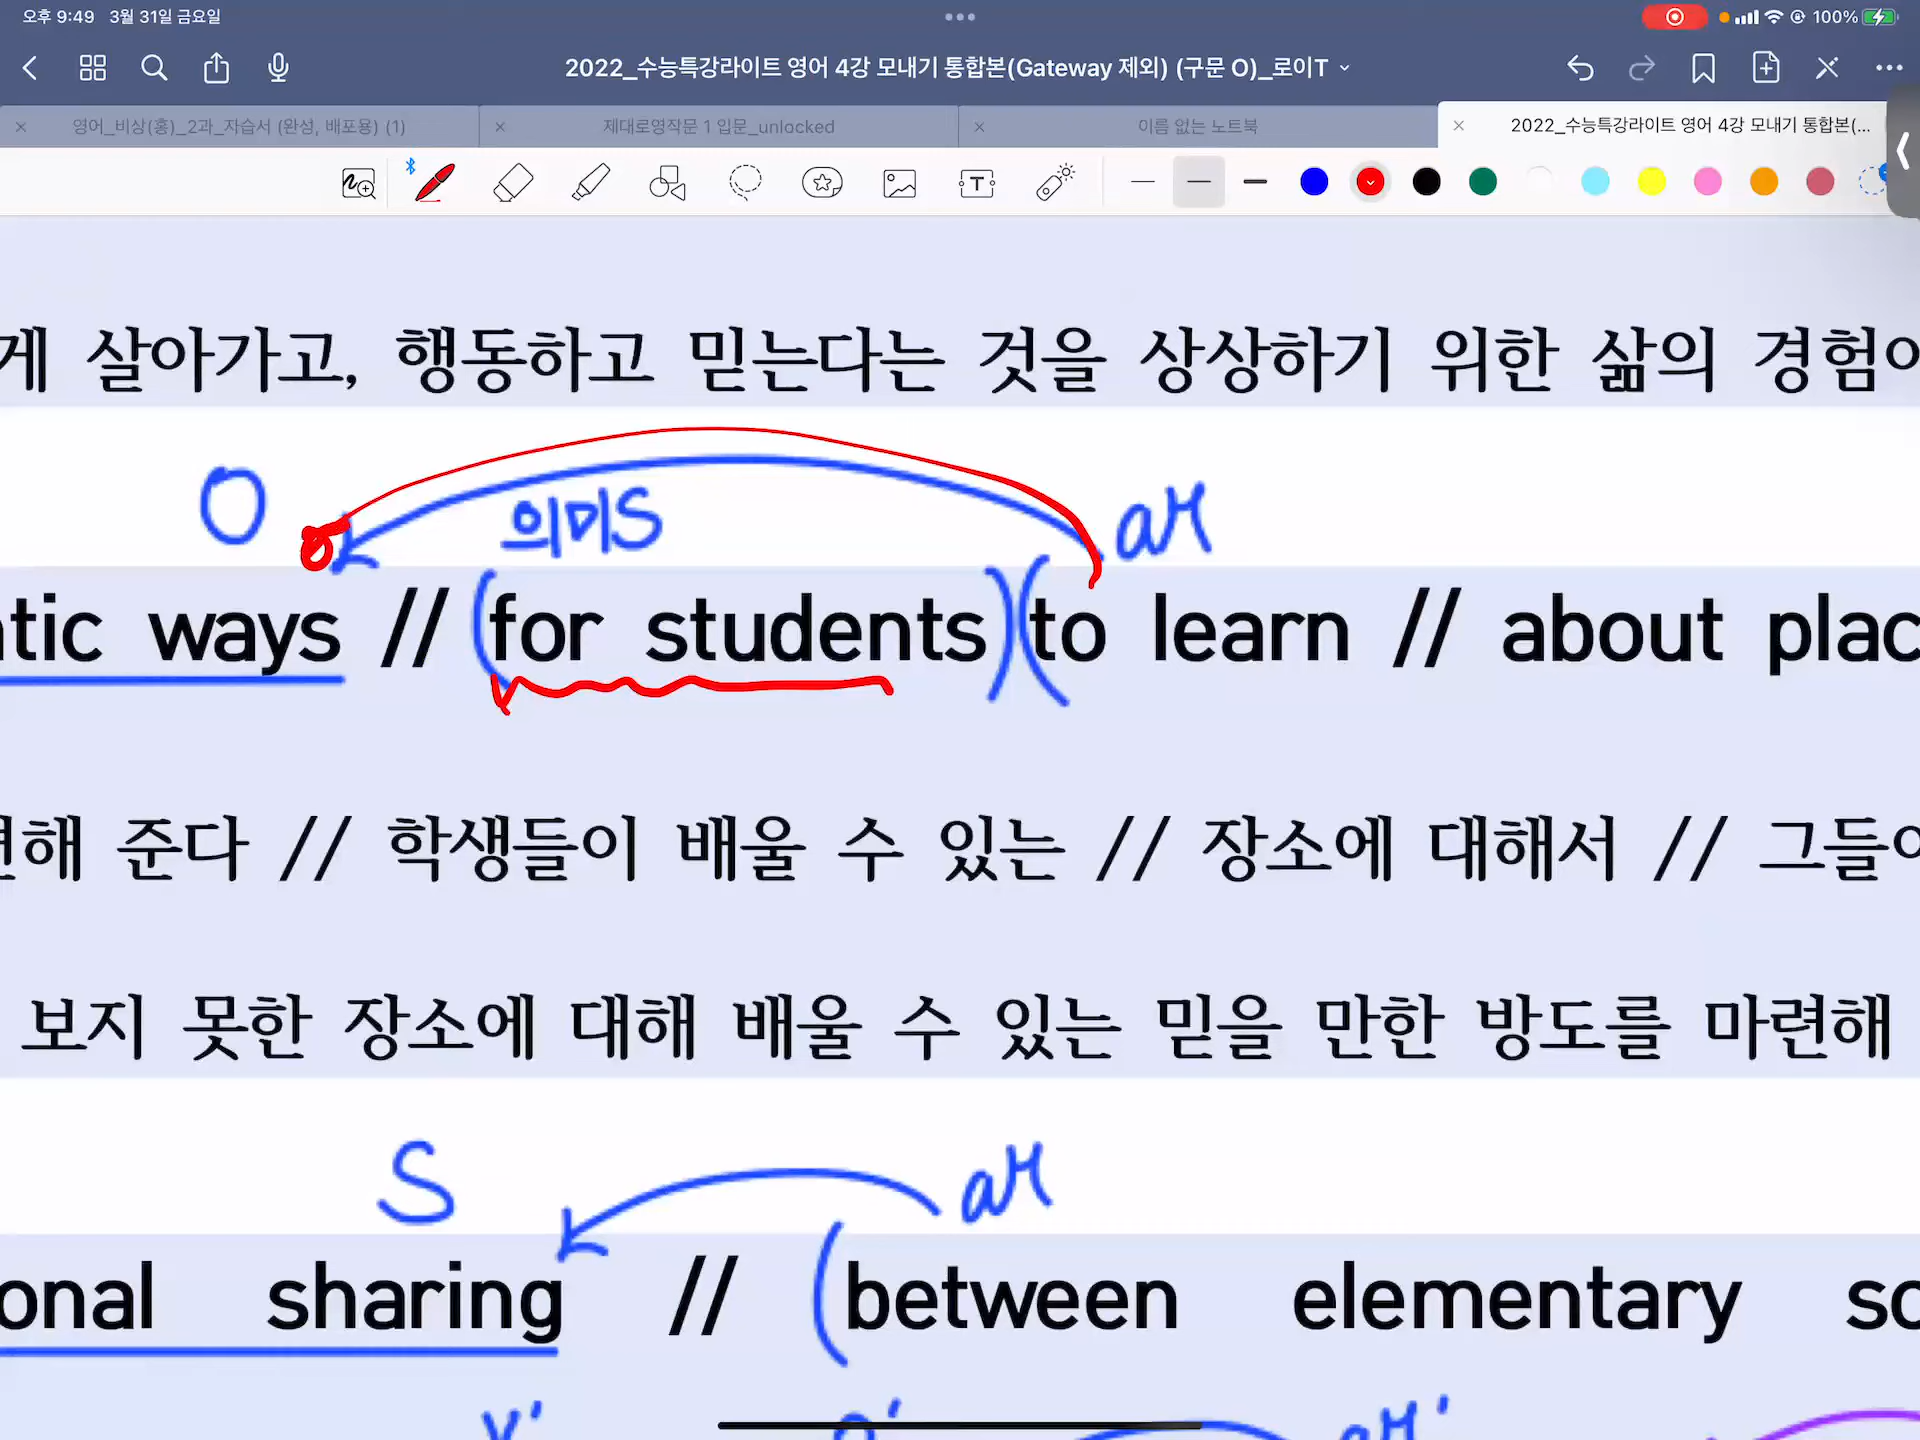 오후 9:49 3월 31일 금요일 100%
2022_수능특강라이트 영어 4강 모내기 통합본(Gateway 제외) (구문 O)_로이T
영어_비상(홍)_2과_자습서 (완성, 배포용) (1) 제대로영작문 1 입문_unlocked 이름 없는 노트북 2022_수능특강라이트 영어 4강 모내기 통합본(...
게 살아가고, 행동하고 믿는다는 것을 상상하기 위한 삶의 경험이
O 의미S
tic ways // (for students) (to learn // about plac
해 준다 // 학생들이 배울 수 있는 // 장소에 대해서 // 그들이
보지 못한 장소에 대해 배울 수 있는 믿을 만한 방도를 마련해
S
onal sharing // (between elementary sc
V' O'